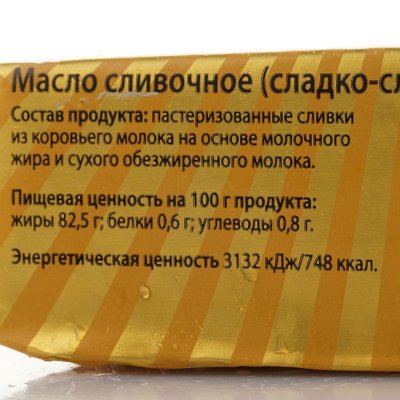 Масло сливочное (сладко-сл
Состав продукта: пастеризованные сливки
из коровьего молока на основе молочного
жира и сухого обезжиренного молока.
Пищевая ценность на 100 г продукта:
жиры 82,5 г; белки 0,6 г; углеводы 0,8 г.
Энергетическая ценность 3132 кДж/748 ккал.